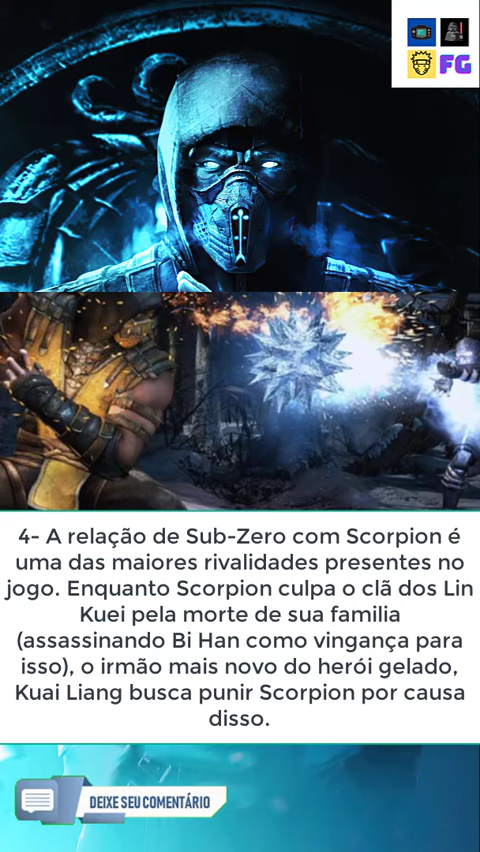 FG
4- A relação de Sub-Zero com Scorpion é
uma das maiores rivalidades presentes no
jogo. Enquanto Scorpion culpa o clã dos Lin
Kuei pela morte de sua familia
(assassinando Bi Han como vingança para
isso), o irmão mais novo do herói gelado,
Kuai Liang busca punir Scorpion por causa
disso.
DEIXE SEU COMENTÁRIO